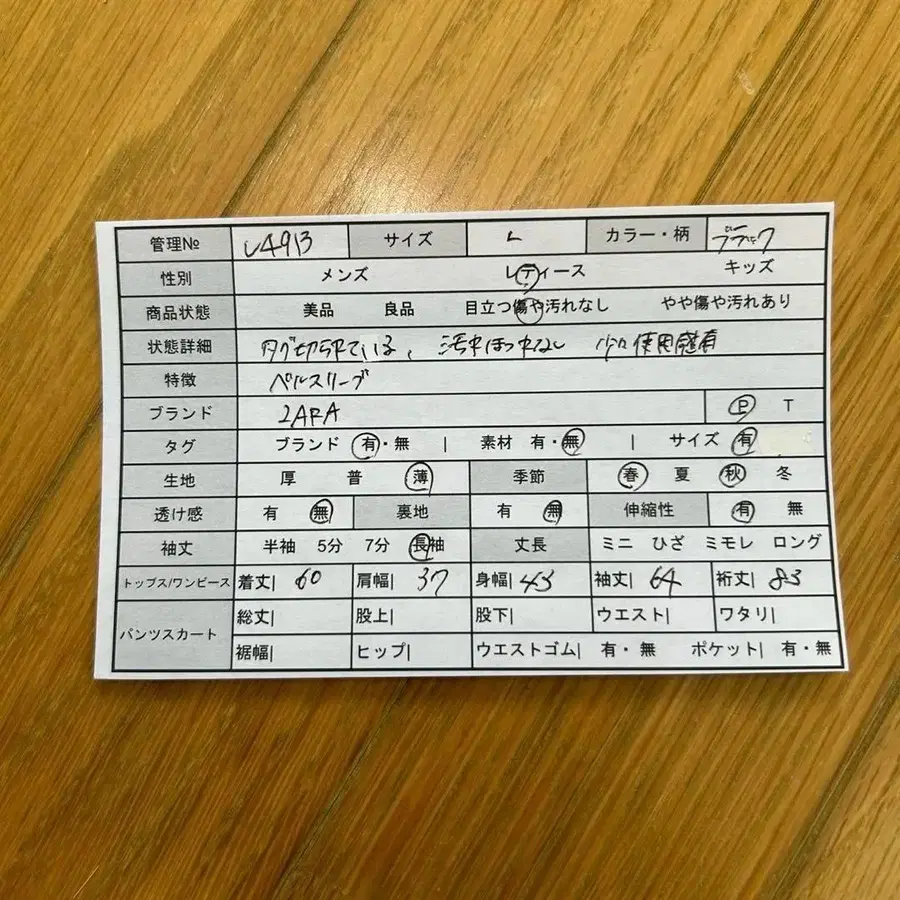 管理№ U4913 サイズ L カラー・柄 ブラック
性別 メンズ レディース キッズ
商品状態 美品 良品 目立つ傷や汚れなし やや傷や汚れあり
状態詳細 タグ切られている、 少々使用感有
特徴 ベルスリーブ
ブランド ZARA P T
タグ ブランド 有・無 | 素材 有・無 | サイズ 有
生地 厚 普 薄 季節 春 夏 秋 冬
透け感 有 無 裏地 有 無 伸縮性 有 無
袖丈 半袖 5分 7分 長袖 丈長 ミニ ひざ ミモレ ロング
トップス/ワンピース 着丈| 60 肩幅| 37 身幅| 43 袖丈| 64 裄丈| 83
パンツスカート 総丈| 股上| 股下| ウエスト| ワタリ|
裾幅| ヒップ| ウエストゴム| 有・無 ポケット| 有・無